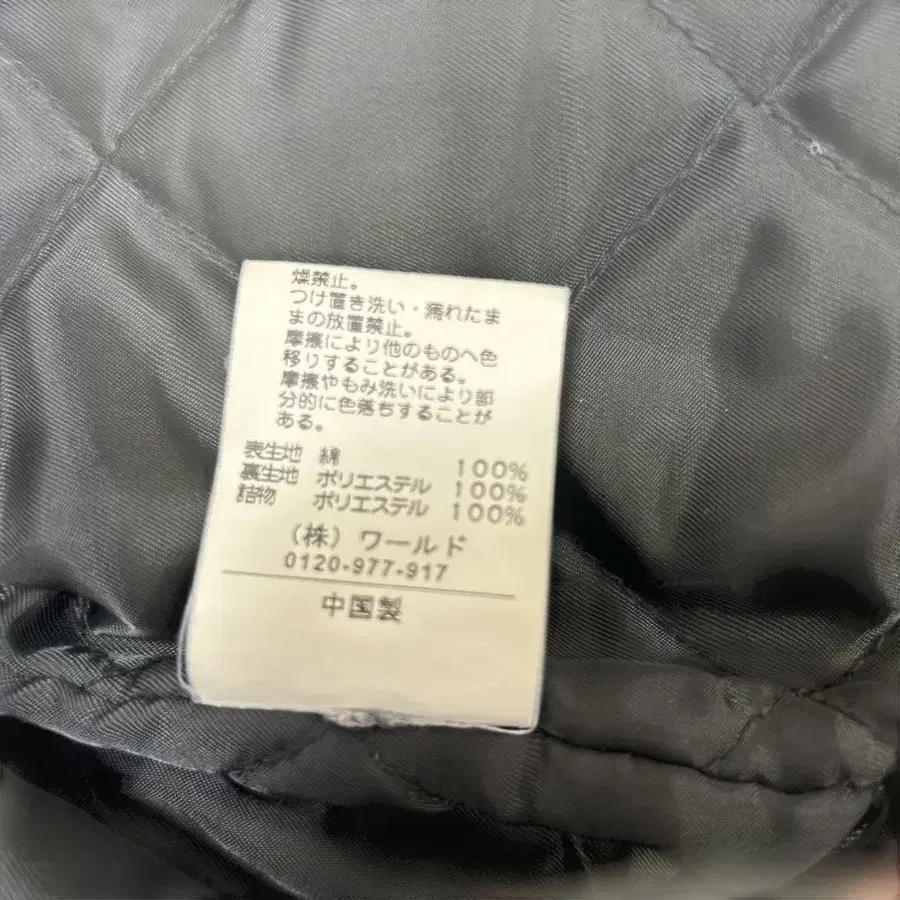 燥禁止。
つけ置き洗い・濡れたま
まの放置禁止。
摩擦により他のものへ色
移りすることがある。
摩擦やもみ洗いにより部
分的に色落ちすることが
ある。
表生地 綿 100%
裏生地 ポリエステル 100%
詰物 ポリエステル 100%
（株）ワールド
0120-977-917
中国製